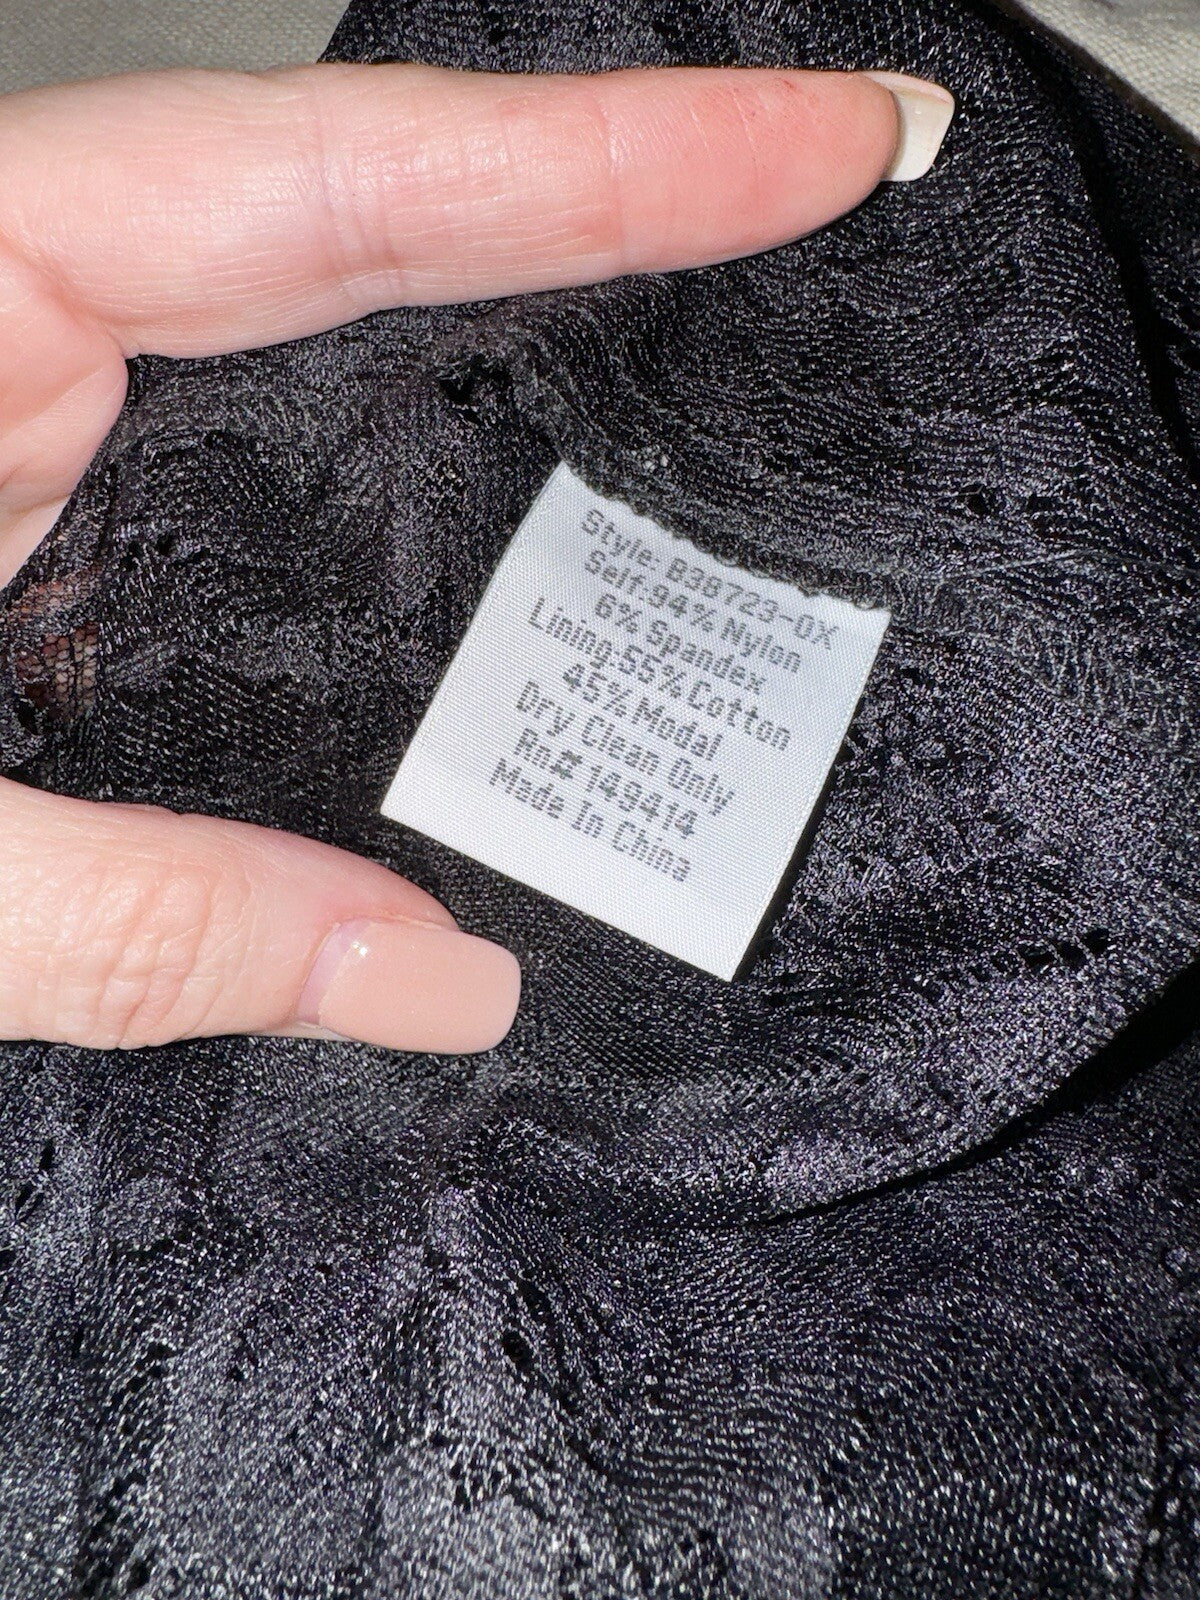 Style: B38723-0X
Self:94% Nylon
6% Spandex
Lining:55% Cotton
45% Modal
Dry Clean Only
Rn# 149414
Made In China